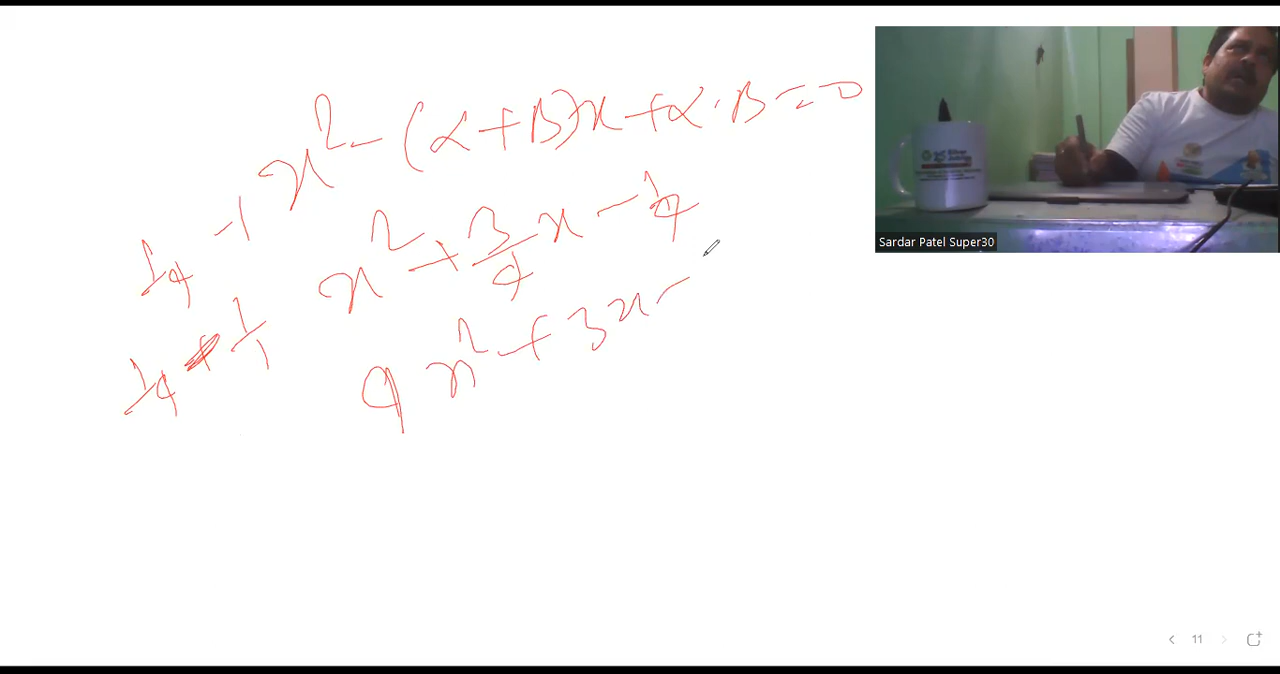 x² - (α + β)x + α · β = 0
1/4 -1
x² + 3/4 x - 1/4
1/4 1/1
4x² + 3x -
Sardar Patel Super30
11